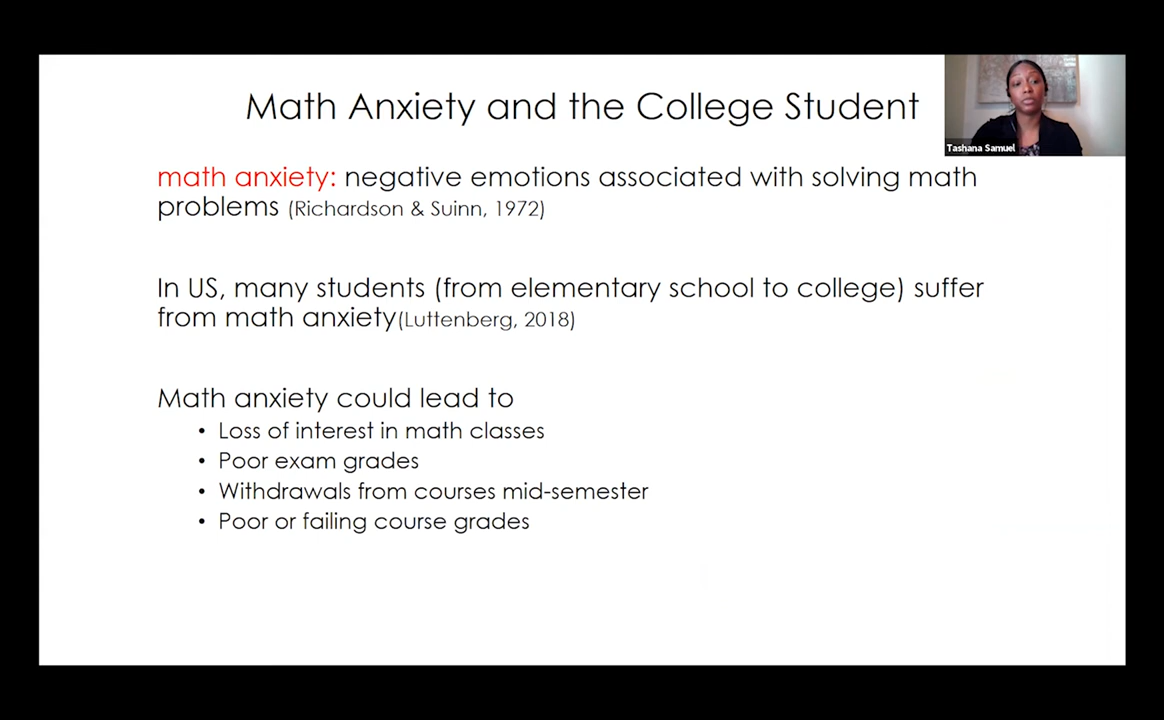 Math Anxiety and the College Student
Tashana Samuel
math anxiety: negative emotions associated with solving math
problems (Richardson & Suinn, 1972)
In US, many students (from elementary school to college) suffer
from math anxiety(Luttenberg, 2018)
Math anxiety could lead to
• Loss of interest in math classes
• Poor exam grades
• Withdrawals from courses mid-semester
• Poor or failing course grades